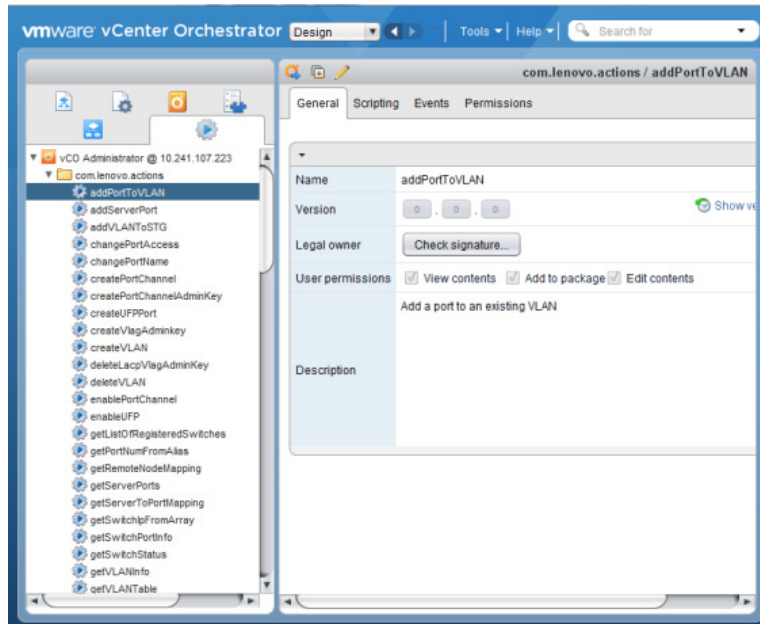 vmware vCenter Orchestrator Design Tools Help Search for
com.lenovo.actions / addPortToVLAN
General Scripting Events Permissions
vCO Administrator @ 10.241.107.223
com.lenovo.actions
addPortToVLAN
addServerPort
addVLANToSTG
changePortAccess
changePortName
createPortChannel
createPortChannelAdminKey
createUFPPort
createVlagAdminkey
createVLAN
deleteLacpVlagAdminKey
deleteVLAN
enablePortChannel
enableUFP
getListOfRegisteredSwitches
getPortNumFromAlias
getRemoteNodeMapping
getServerPorts
getServerToPortMapping
getSwitchIpFromArray
getSwitchPortInfo
getSwitchStatus
getVLANInfo
getVLANTable
Name addPortToVLAN
Version 0 . 0 . 0 Show ve
Legal owner Check signature...
User permissions View contents Add to package Edit contents
Add a port to an existing VLAN
Description